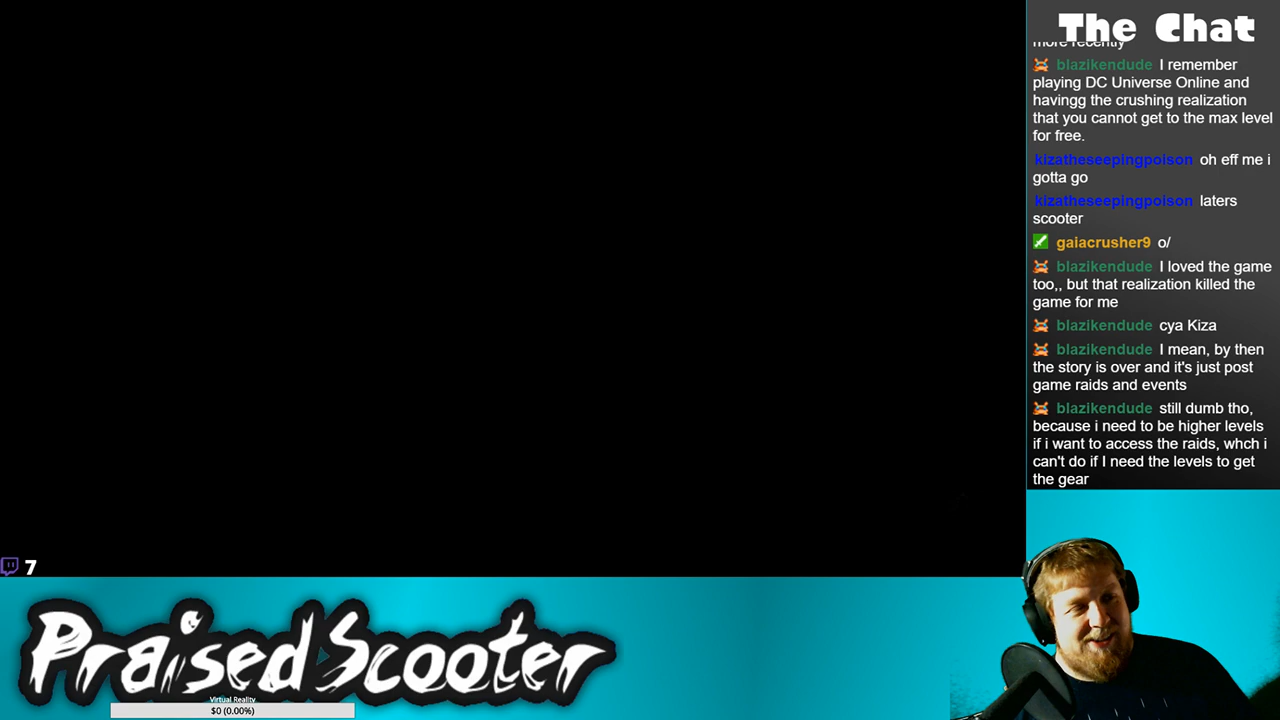 The Chat
more recently
blazikendude I remember
playing DC Universe Online and
havingg the crushing realization
that you cannot get to the max level
for free.
kizatheseepingpoison oh eff me i
gotta go
kizatheseepingpoison laters
scooter
gaiacrusher9 o/
blazikendude I loved the game
too,, but that realization killed the
game for me
blazikendude cya Kiza
blazikendude I mean, by then
the story is over and it's just post
game raids and events
blazikendude still dumb tho,
because i need to be higher levels
if i want to access the raids, whch i
can't do if I need the levels to get
the gear
7
PraisedScooter
Virtual Reality
$0 (0.00%)